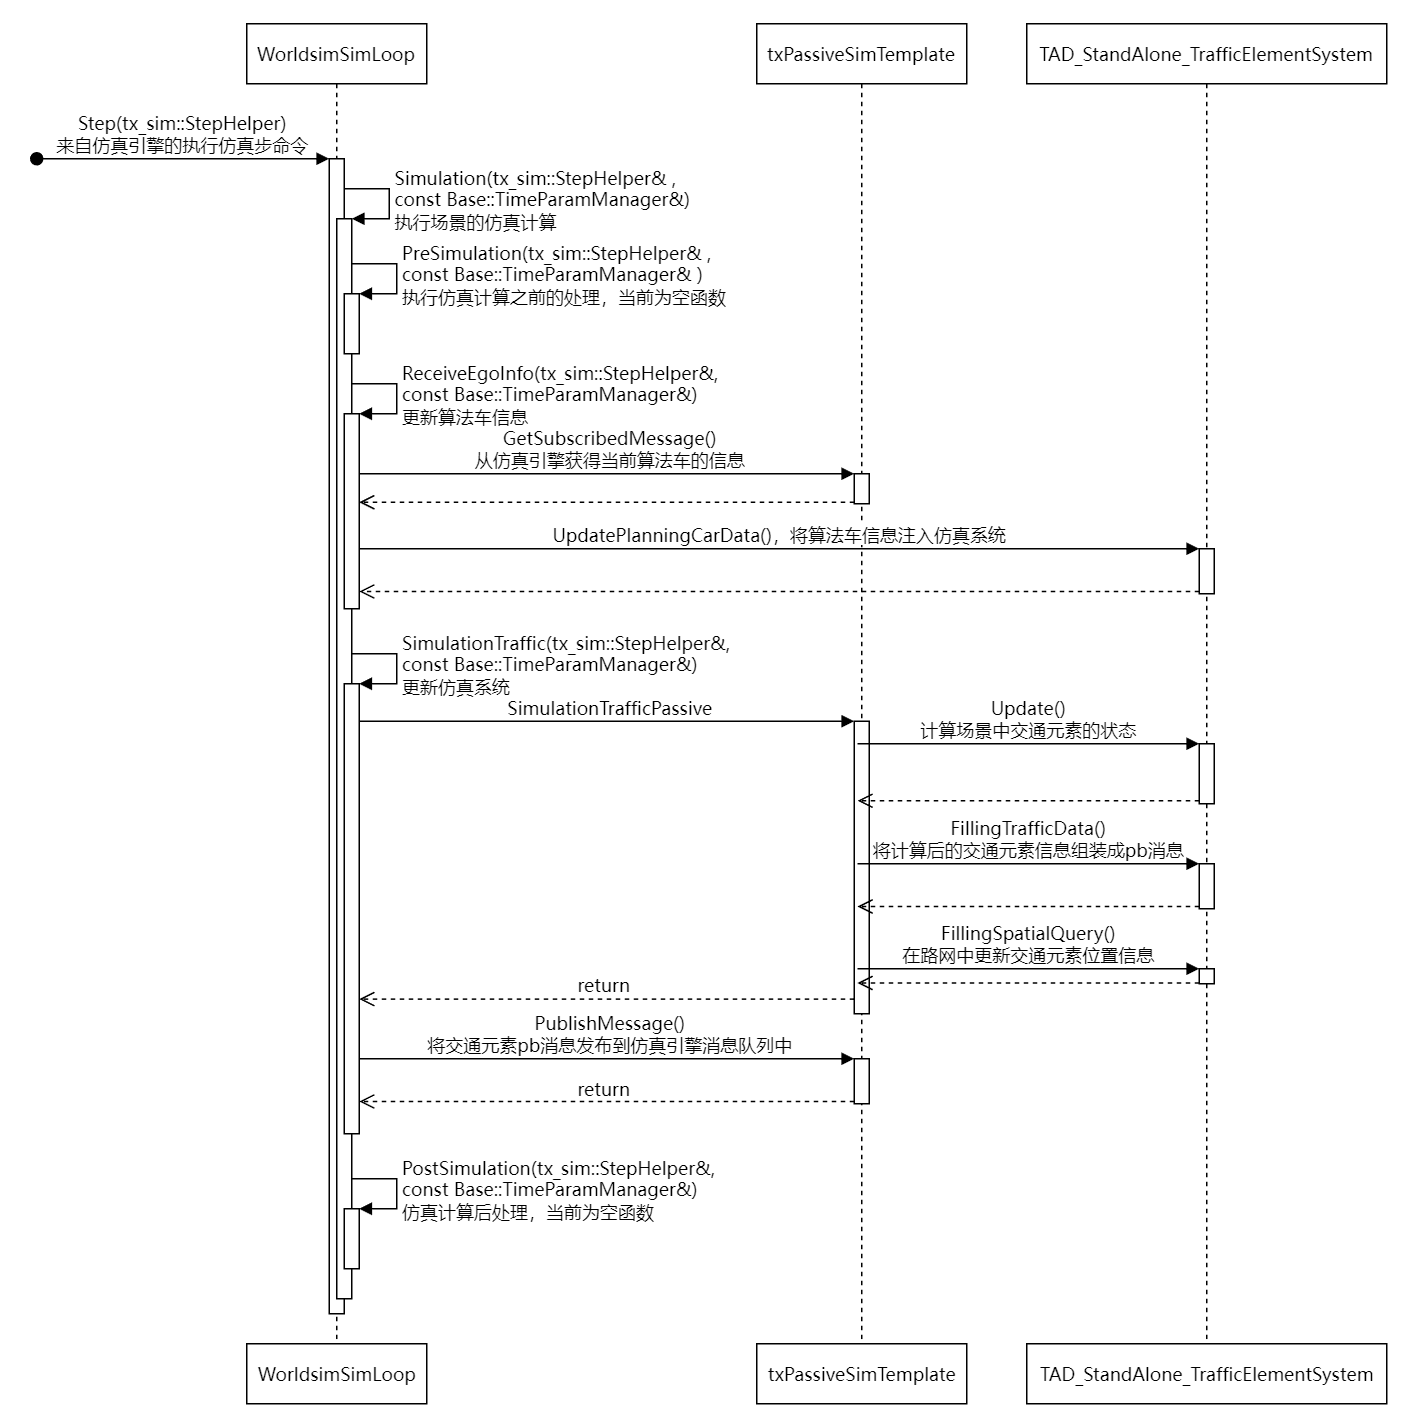 WorldsimSimLoop
txPassiveSimTemplate
TAD_StandAlone_TrafficElementSystem
Step(tx_sim::StepHelper)
来自仿真引擎的执行仿真步命令
Simulation(tx_sim::StepHelper& ,
const Base::TimeParamManager&)
执行场景的仿真计算
PreSimulation(tx_sim::StepHelper& ,
const Base::TimeParamManager& )
执行仿真计算之前的处理，当前为空函数
ReceiveEgoInfo(tx_sim::StepHelper&,
const Base::TimeParamManager&)
更新算法车信息
GetSubscribedMessage()
从仿真引擎获得当前算法车的信息
UpdatePlanningCarData()，将算法车信息注入仿真系统
SimulationTraffic(tx_sim::StepHelper&,
const Base::TimeParamManager&)
更新仿真系统
SimulationTrafficPassive
Update()
计算场景中交通元素的状态
FillingTrafficData()
将计算后的交通元素信息组装成pb消息
FillingSpatialQuery()
在路网中更新交通元素位置信息
return
PublishMessage()
将交通元素pb消息发布到仿真引擎消息队列中
return
PostSimulation(tx_sim::StepHelper&,
const Base::TimeParamManager&)
仿真计算后处理，当前为空函数
WorldsimSimLoop
txPassiveSimTemplate
TAD_StandAlone_TrafficElementSystem